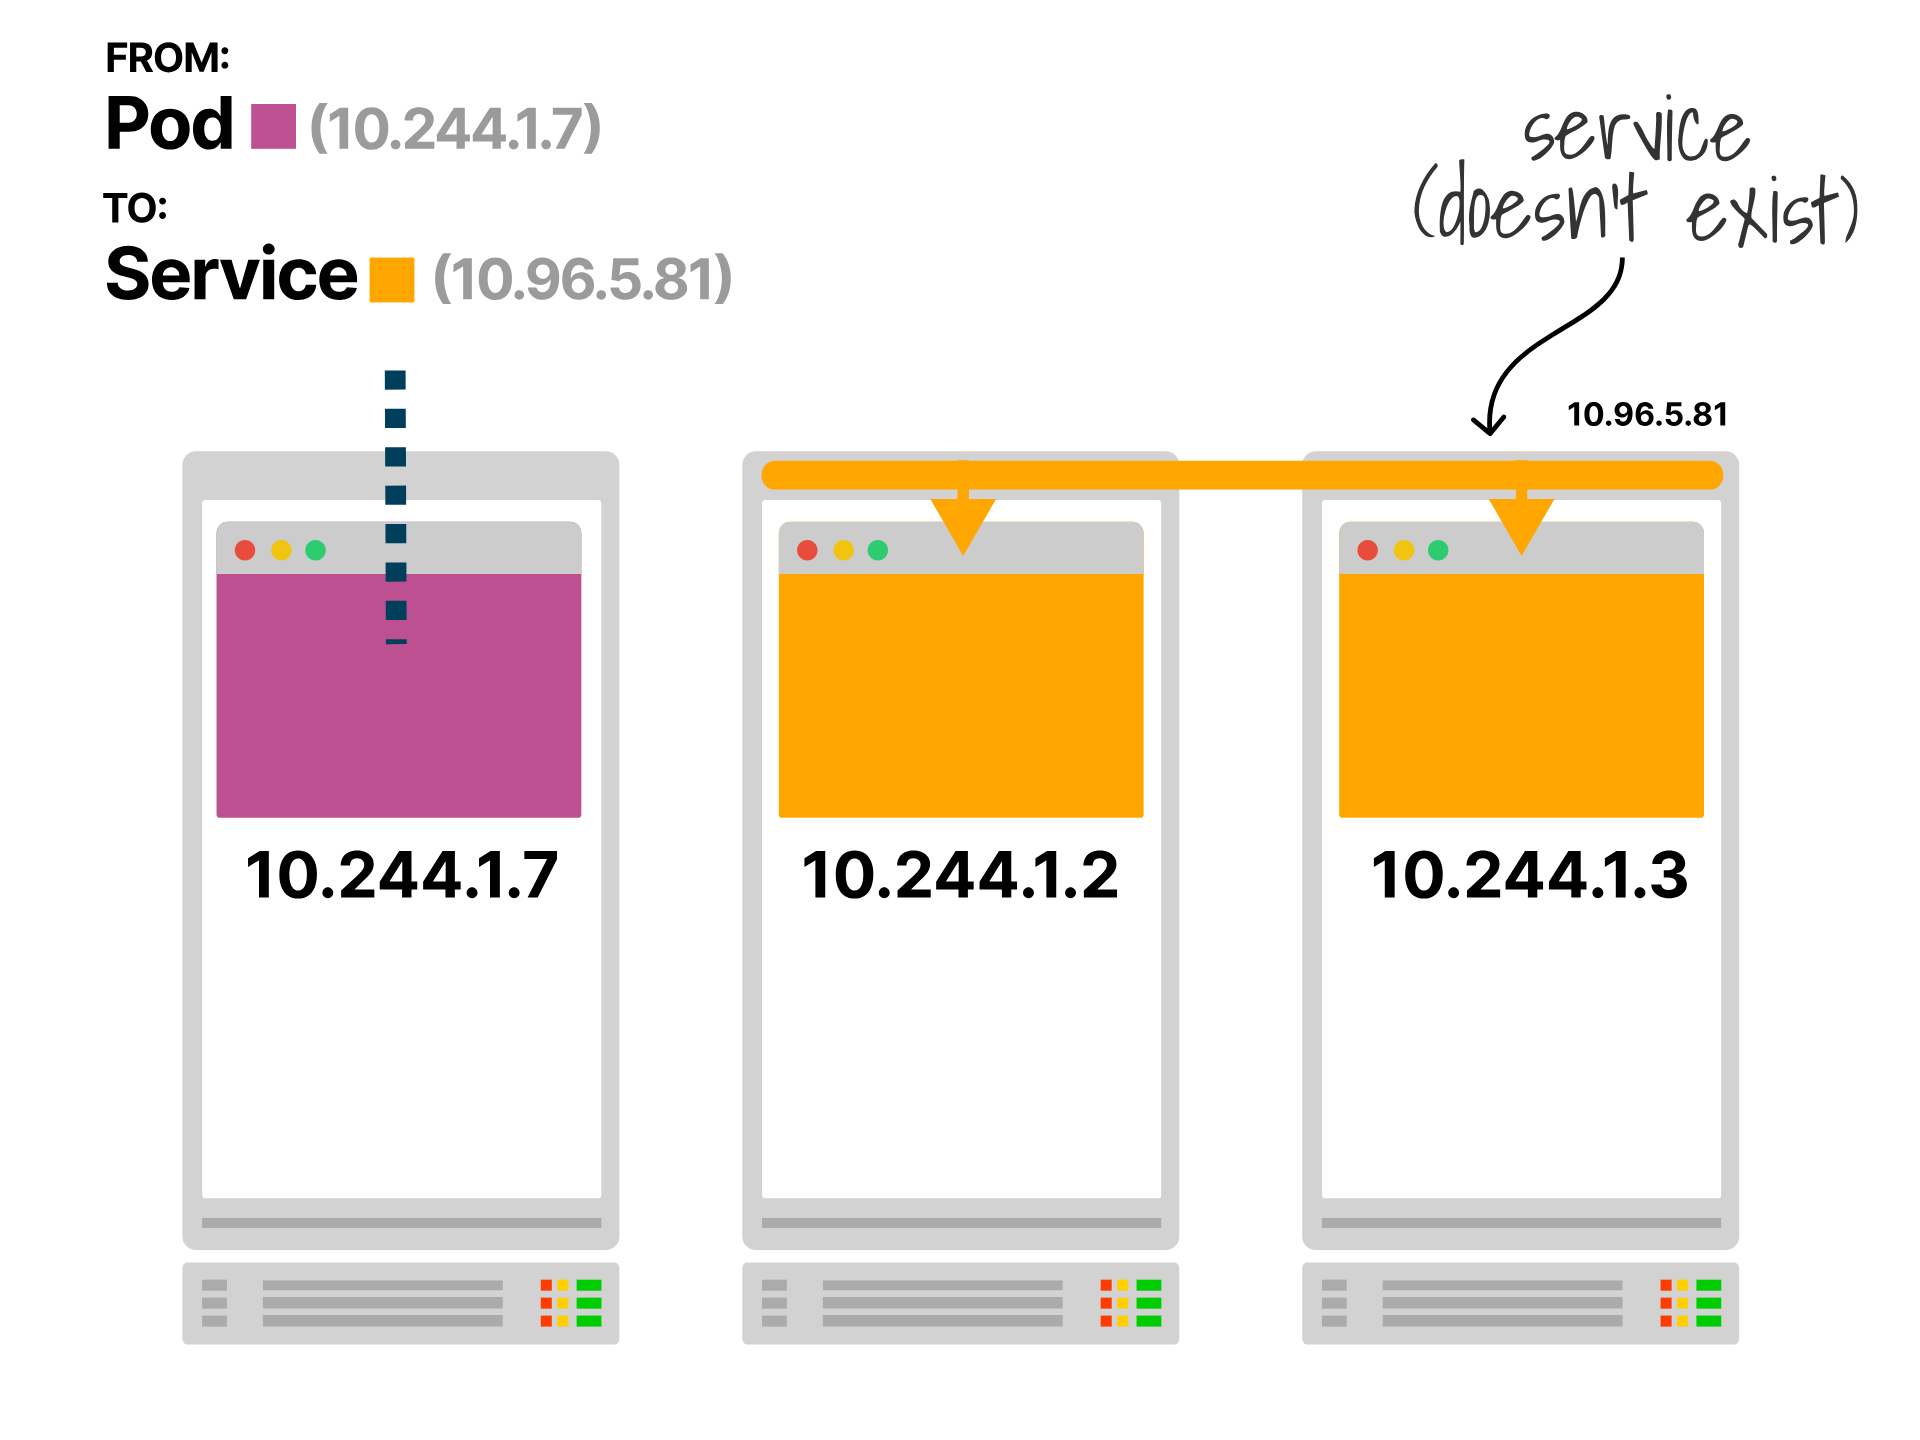 FROM:
Pod (10.244.1.7)
TO:
Service (10.96.5.81)
service
(doesn't exist)
10.96.5.81
10.244.1.7
10.244.1.2
10.244.1.3